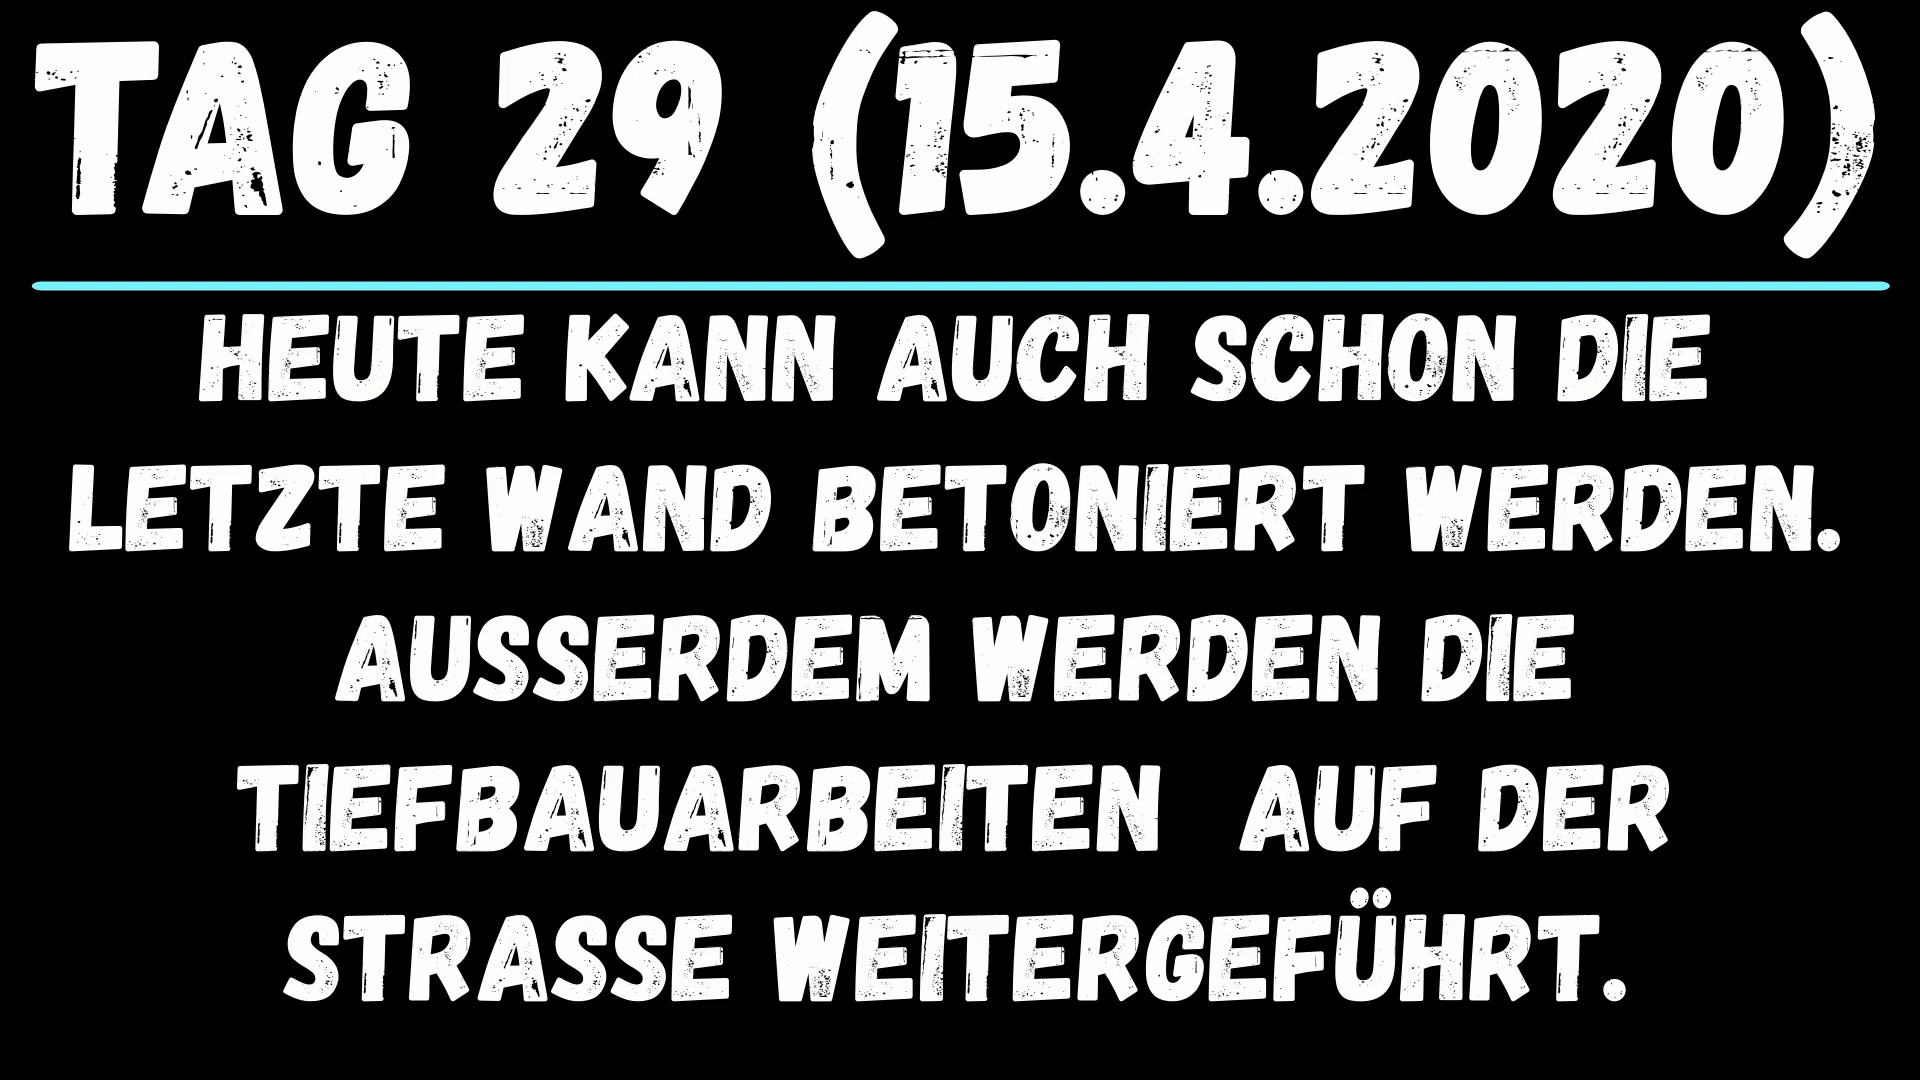 TAG 29 (15.4.2020)
HEUTE KANN AUCH SCHON DIE
LETZTE WAND BETONIERT WERDEN.
AUSSERDEM WERDEN DIE
TIEFBAUARBEITEN AUF DER
STRASSE WEITERGEFÜHRT.